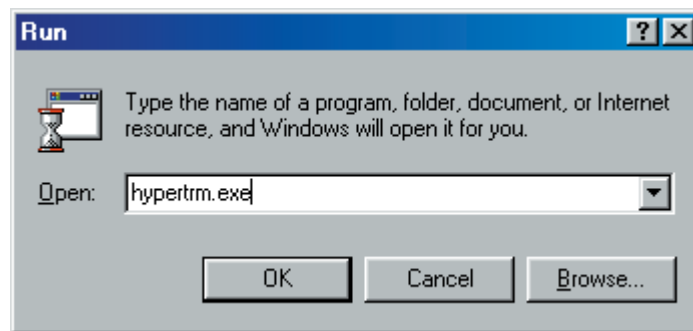 Run
Type the name of a program, folder, document, or Internet
resource, and Windows will open it for you.
Open: hypertrm.exe
OK Cancel Browse...